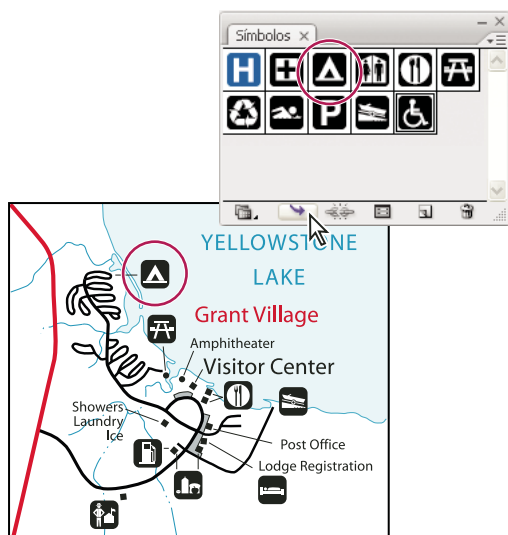 Símbolos
H
P
YELLOWSTONE
LAKE
Grant Village
Amphitheater
Visitor Center
Showers
Laundry
Ice
Post Office
Lodge Registration